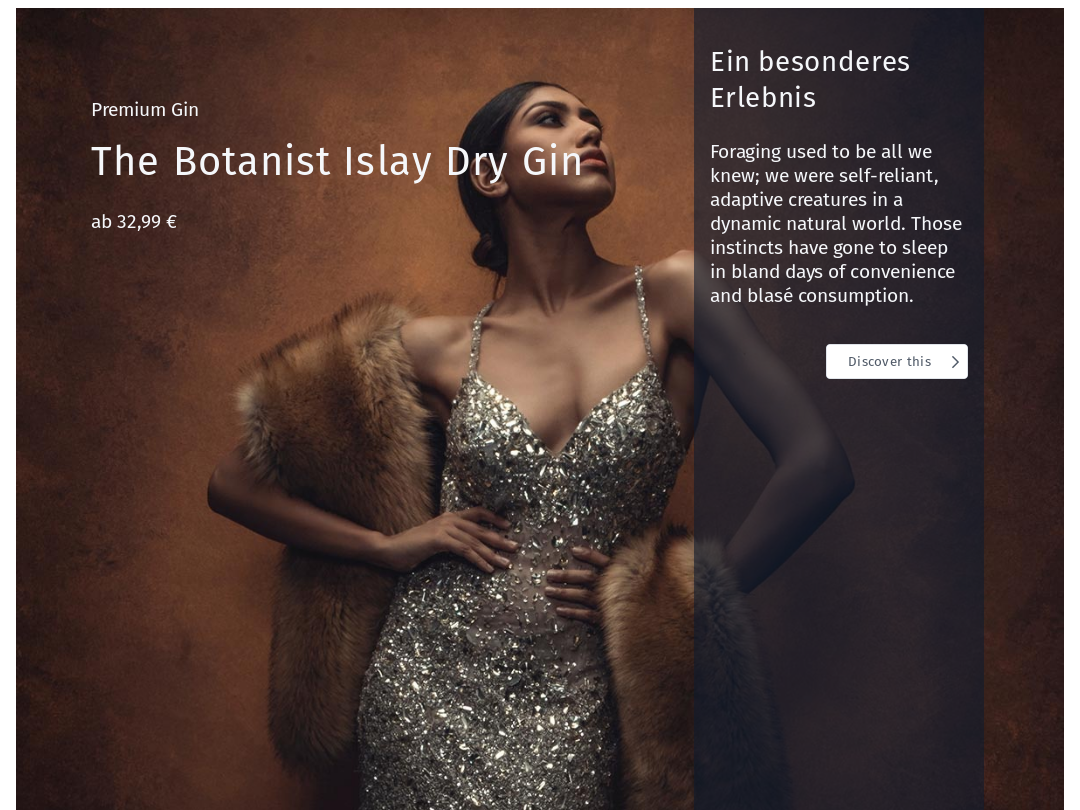 Premium Gin
The Botanist Islay Dry Gin
ab 32,99 €
Ein besonderes
Erlebnis
Foraging used to be all we
knew; we were self-reliant,
adaptive creatures in a
dynamic natural world. Those
instincts have gone to sleep
in bland days of convenience
and blasé consumption.
Discover this